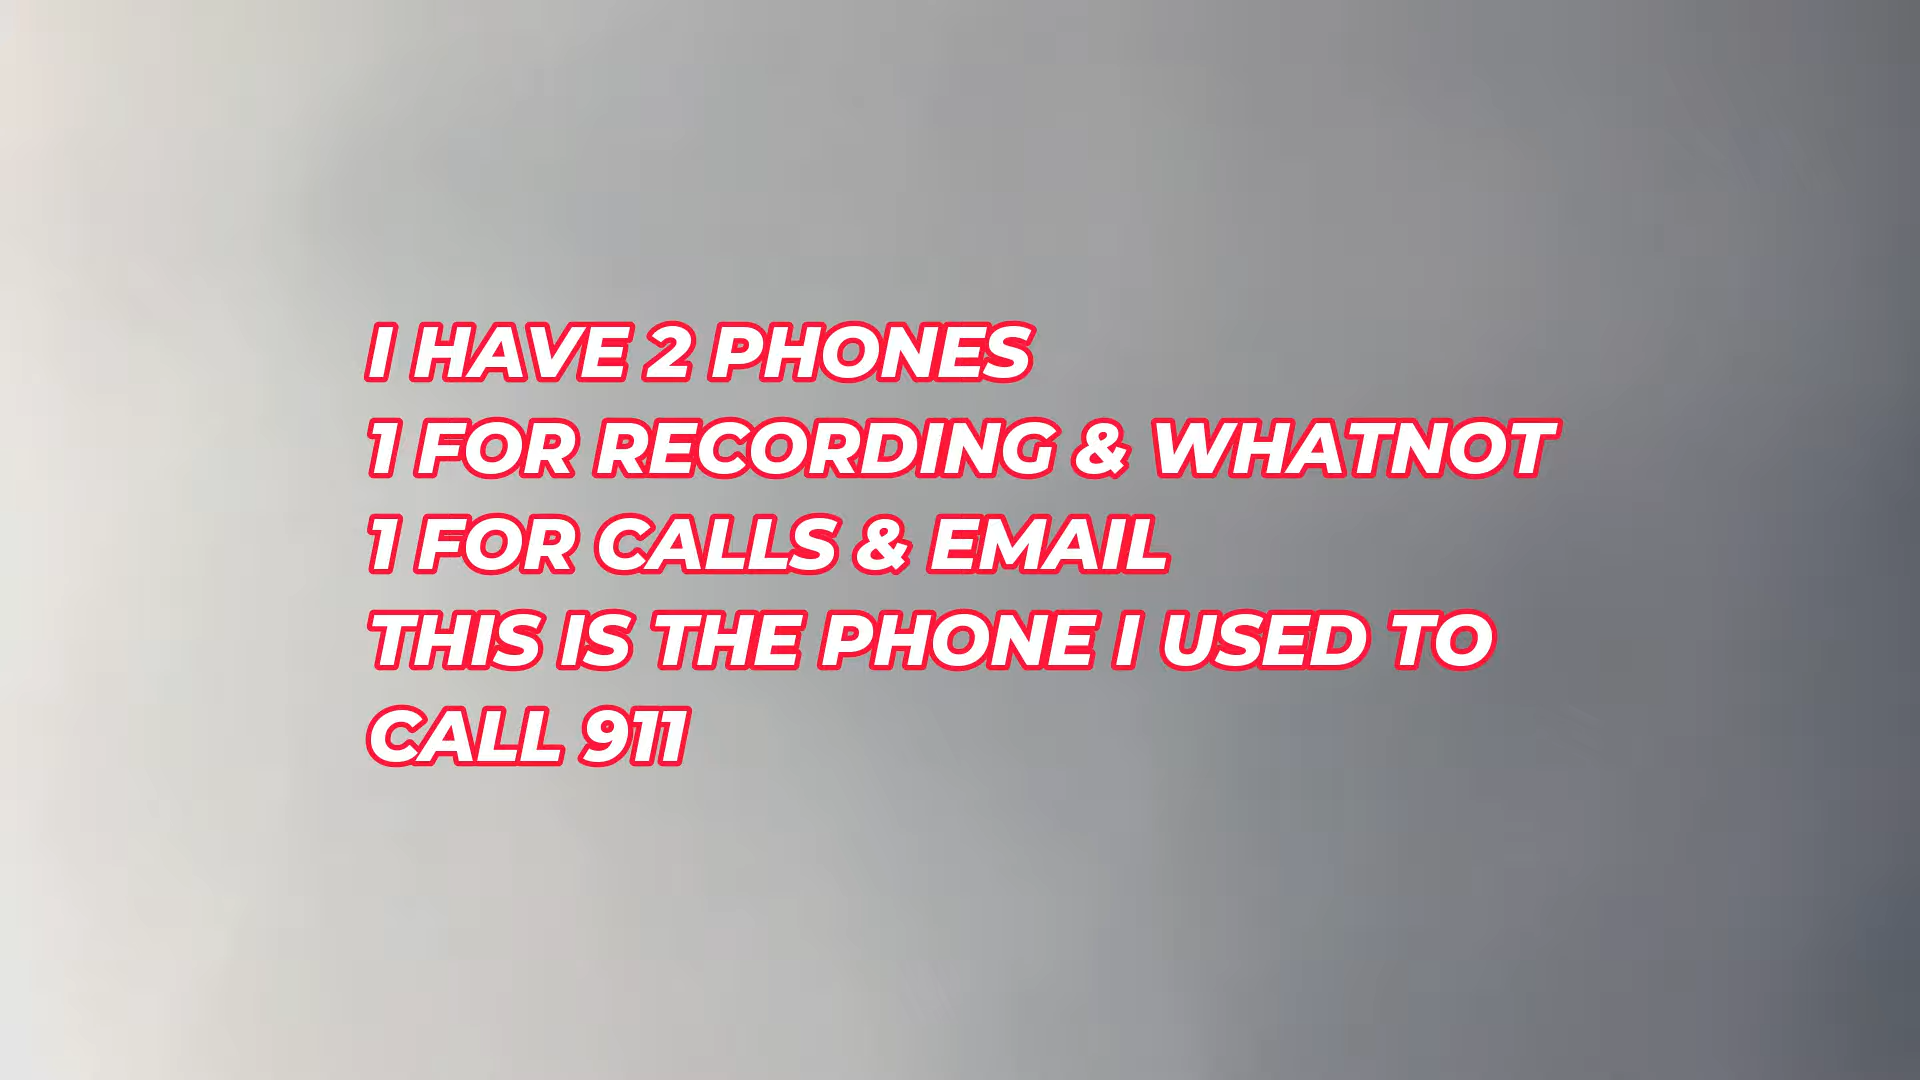 I HAVE 2 PHONES
1 FOR RECORDING & WHATNOT
1 FOR CALLS & EMAIL
THIS IS THE PHONE I USED TO
CALL 911